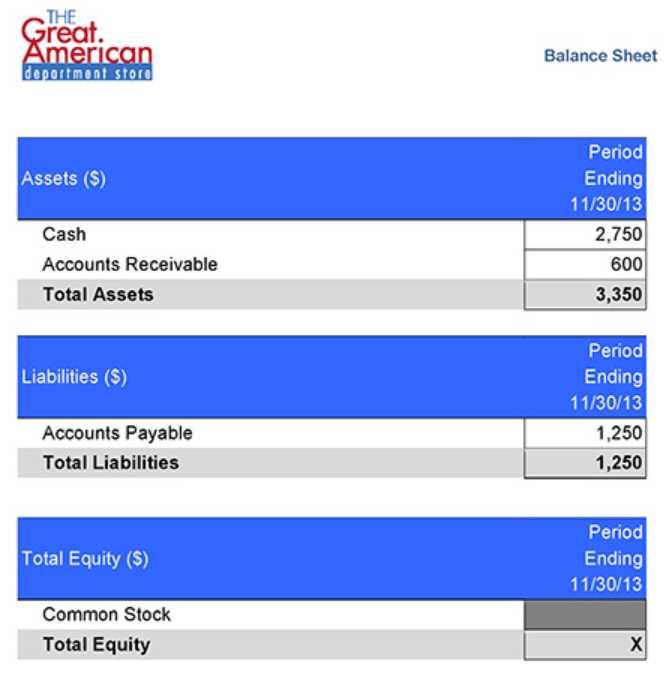 THE
Great.
American
department store
Balance Sheet
Assets ($) Period Ending 11/30/13
Cash 2,750
Accounts Receivable 600
Total Assets 3,350
Liabilities ($) Period Ending 11/30/13
Accounts Payable 1,250
Total Liabilities 1,250
Total Equity ($) Period Ending 11/30/13
Common Stock
Total Equity X